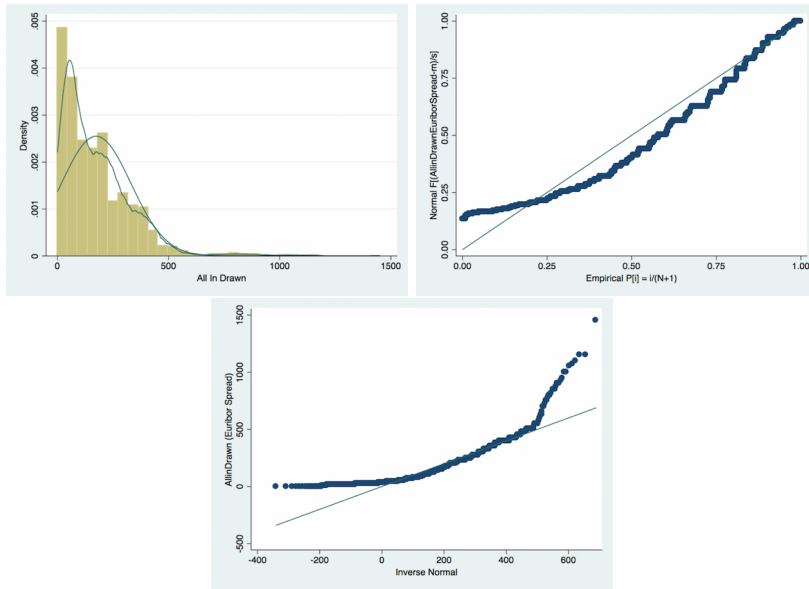 .005
.004
.003
.002
.001
0
Density
0 500 1000 1500
All In Drawn
1.00
0.75
0.50
0.25
0.00
Normal F[(AllinDrawnEuriborSpread-m)/s]
0.00 0.25 0.50 0.75 1.00
Empirical P[i] = i/(N+1)
1500
1000
500
0
-500
AllinDrawn (Euribor Spread)
-400 -200 0 200 400 600
Inverse Normal